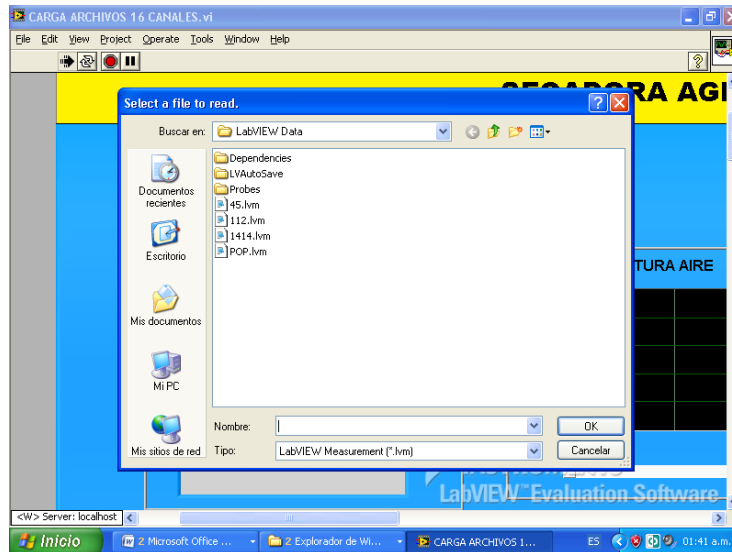 CARGA ARCHIVOS 16 CANALES.vi
File Edit View Project Operate Tools Window Help
RA AGI
Select a file to read.
Buscar en: LabVIEW Data
Documentos recientes
Escritorio
Mis documentos
Mi PC
Mis sitios de red
Dependencies
LVAutoSave
Probes
45.lvm
112.lvm
1414.lvm
POP.lvm
TURA AIRE
Nombre:
OK
Tipo: LabVIEW Measurement (*.lvm)
Cancelar
LabVIEW™ Evaluation Software
<W> Server: localhost
Inicio
2 Microsoft Office ...
2 Explorador de Wi...
CARGA ARCHIVOS 1...
ES
01:41 a.m.